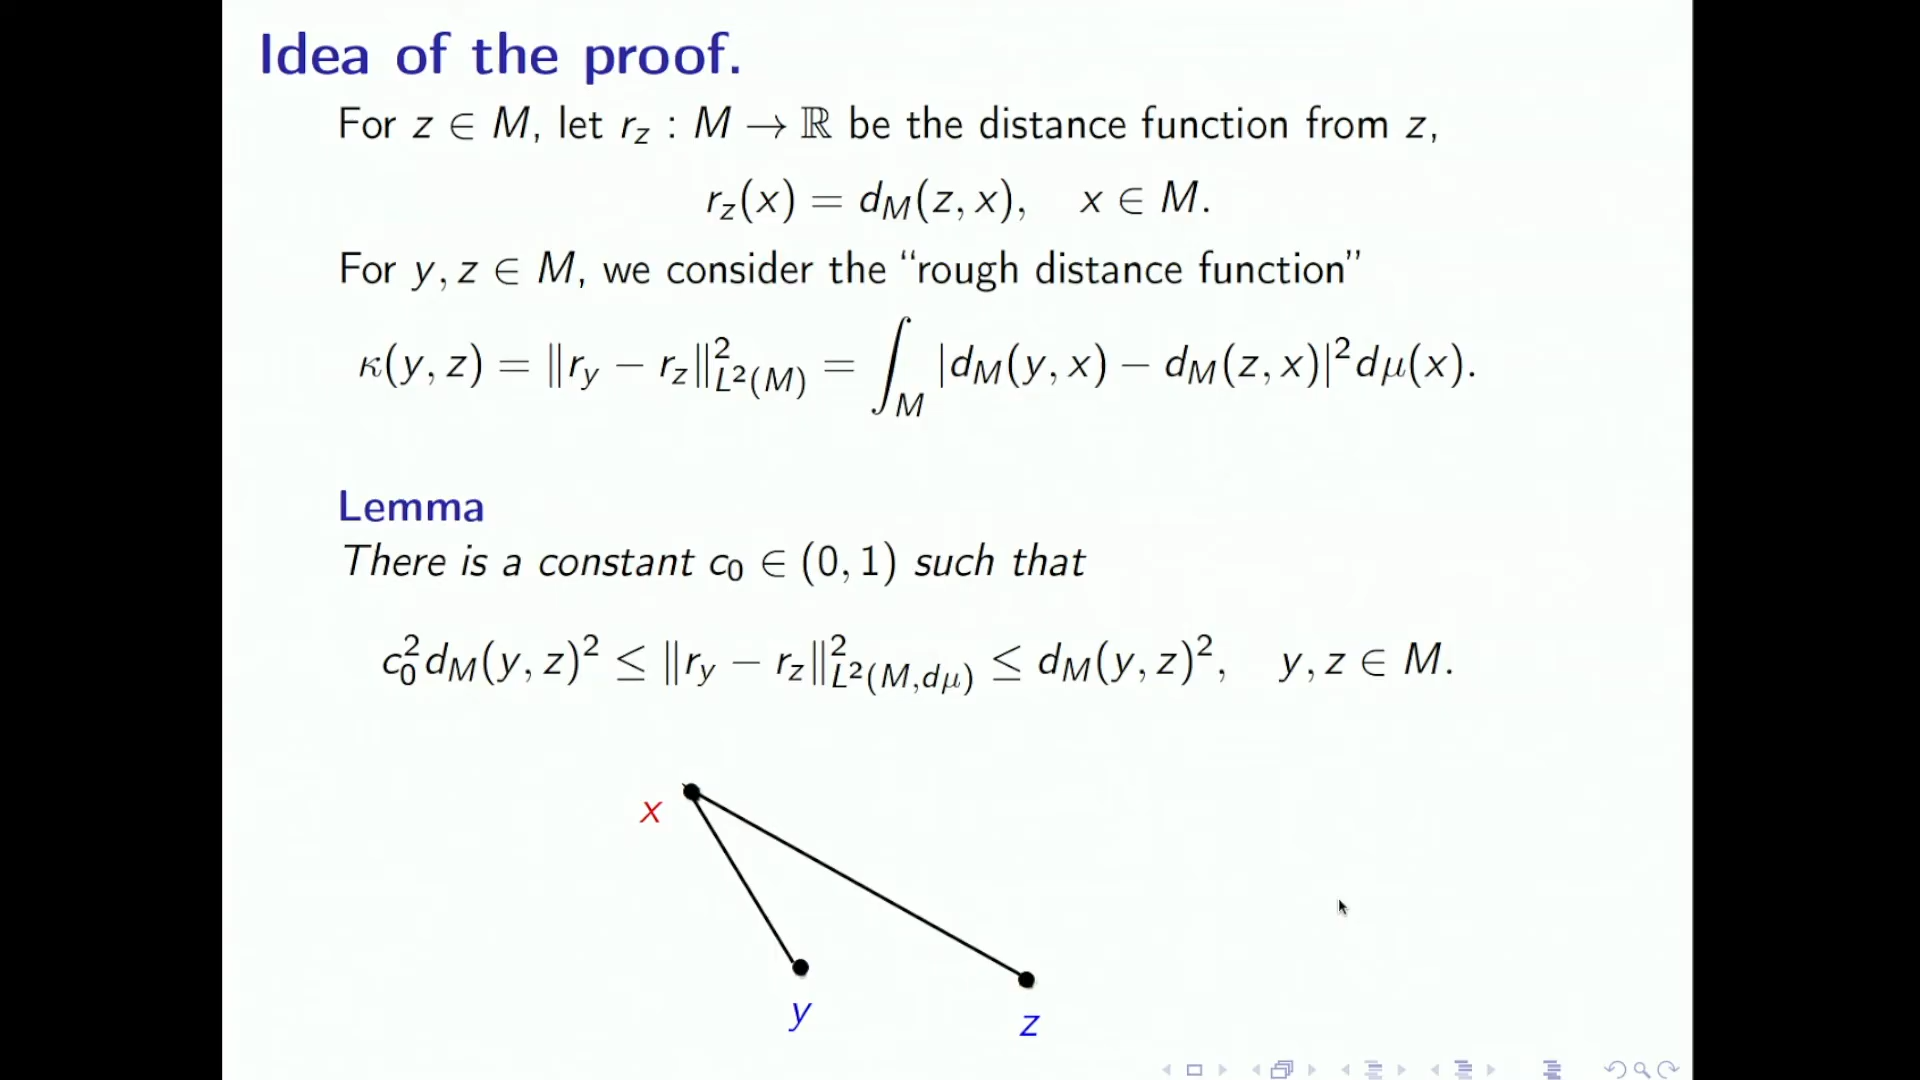 Idea of the proof.
For z ∈ M, let r_z : M → ℝ be the distance function from z,
r_z(x) = d_M(z, x), x ∈ M.
For y, z ∈ M, we consider the “rough distance function”
κ(y, z) = ‖r_y − r_z‖²_{L²(M)} = ∫_M |d_M(y, x) − d_M(z, x)|² dμ(x).
Lemma
There is a constant c₀ ∈ (0, 1) such that
c₀² d_M(y, z)² ≤ ‖r_y − r_z‖²_{L²(M,dμ)} ≤ d_M(y, z)², y, z ∈ M.
x
y
z